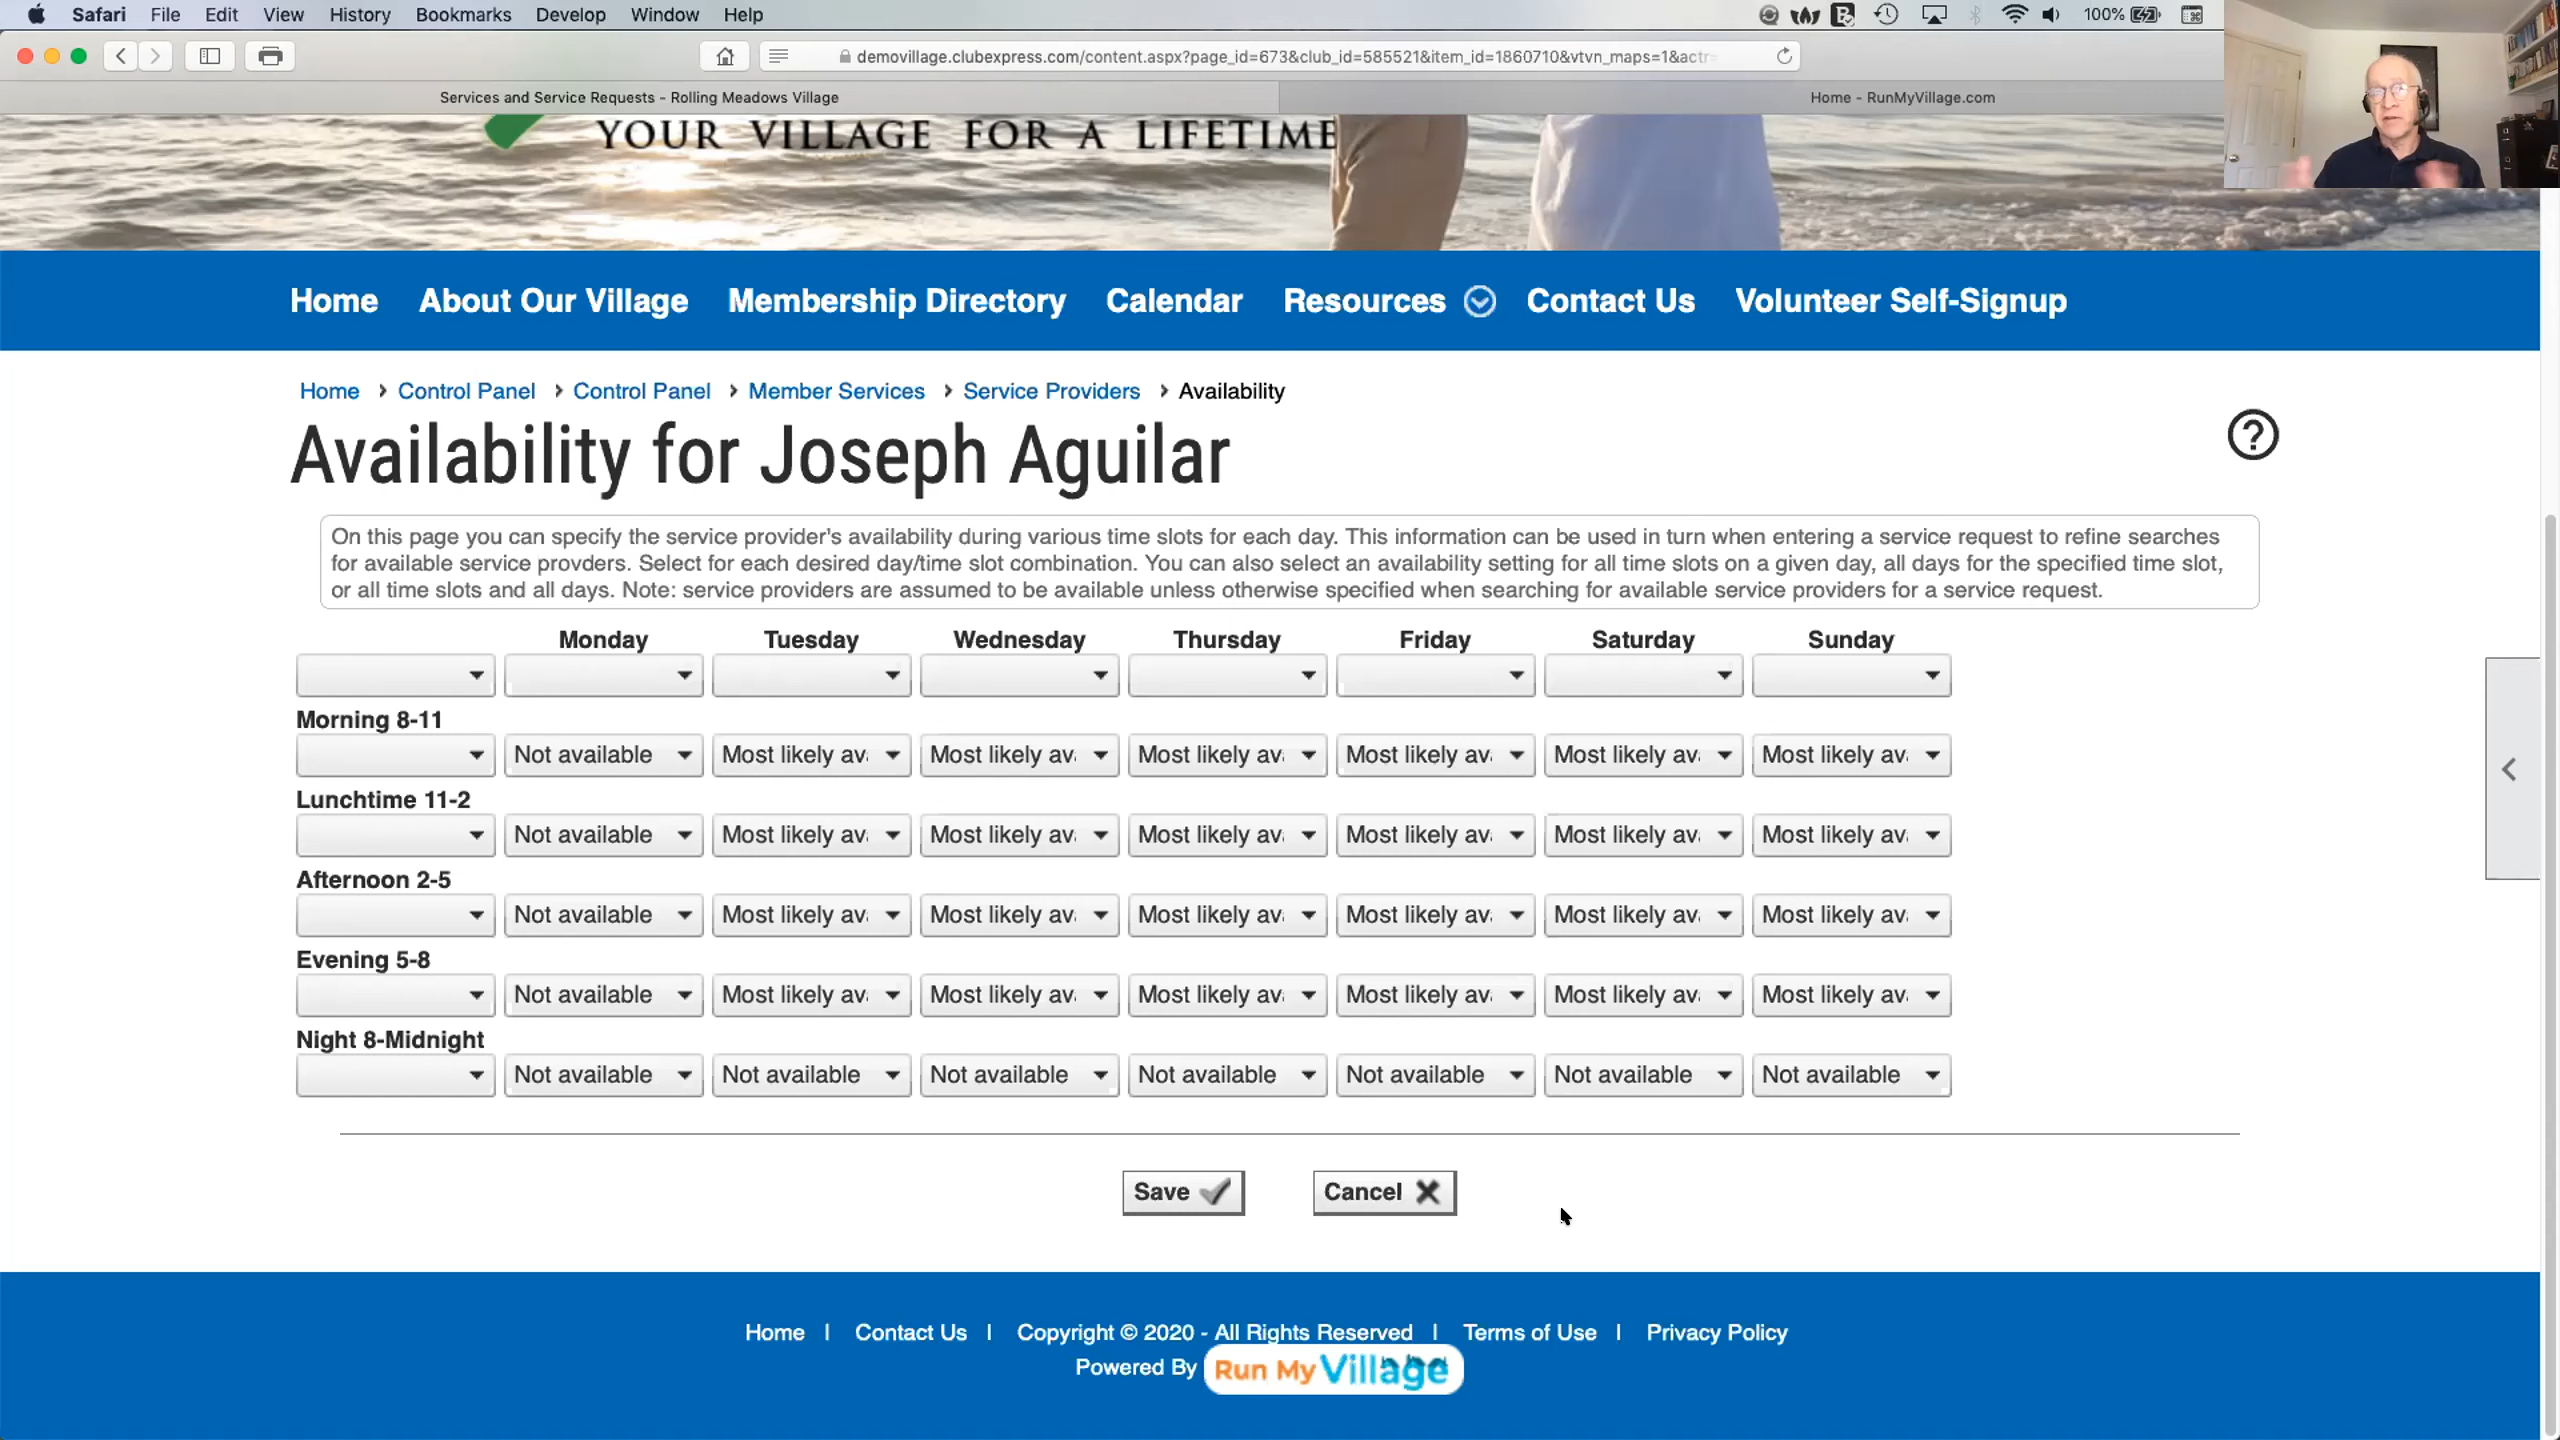 Safari File Edit View History Bookmarks Develop Window Help 100%
demovillage.clubexpress.com/content.aspx?page_id=673&club_id=585521&item_id=1860710&vtvn_maps=1&actr
Services and Service Requests - Rolling Meadows Village Home - RunMyVillage.com
YOUR VILLAGE FOR A LIFETIME
Home About Our Village Membership Directory Calendar Resources Contact Us Volunteer Self-Signup
Home › Control Panel › Control Panel › Member Services › Service Providers › Availability
Availability for Joseph Aguilar
On this page you can specify the service provider's availability during various time slots for each day. This information can be used in turn when entering a service request to refine searches
for available service provders. Select for each desired day/time slot combination. You can also select an availability setting for all time slots on a given day, all days for the specified time slot,
or all time slots and all days. Note: service providers are assumed to be available unless otherwise specified when searching for available service providers for a service request.
Monday Tuesday Wednesday Thursday Friday Saturday Sunday
Morning 8-11
Not available Most likely av Most likely av Most likely av Most likely av Most likely av Most likely av
Lunchtime 11-2
Not available Most likely av Most likely av Most likely av Most likely av Most likely av Most likely av
Afternoon 2-5
Not available Most likely av Most likely av Most likely av Most likely av Most likely av Most likely av
Evening 5-8
Not available Most likely av Most likely av Most likely av Most likely av Most likely av Most likely av
Night 8-Midnight
Not available Not available Not available Not available Not available Not available Not available
Save Cancel
Home | Contact Us | Copyright © 2020 - All Rights Reserved | Terms of Use | Privacy Policy
Powered By Run My Village